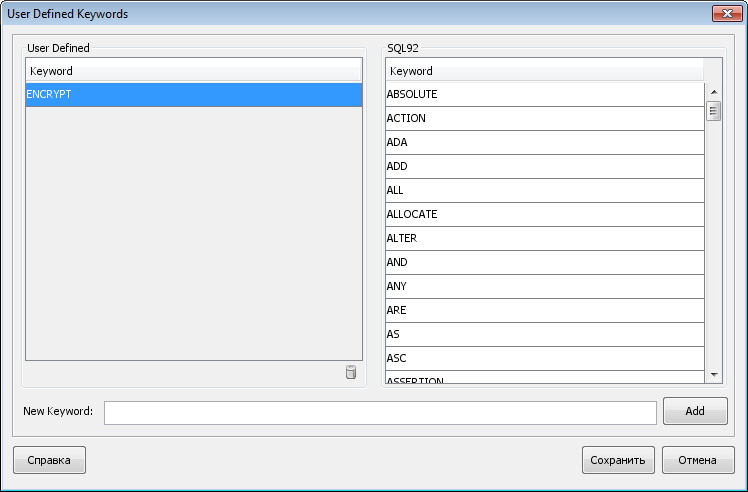 User Defined Keywords
User Defined
Keyword
ENCRYPT
SQL92
Keyword
ABSOLUTE
ACTION
ADA
ADD
ALL
ALLOCATE
ALTER
AND
ANY
ARE
AS
ASC
ASSERTION
New Keyword:
Add
Справка
Сохранить
Отмена